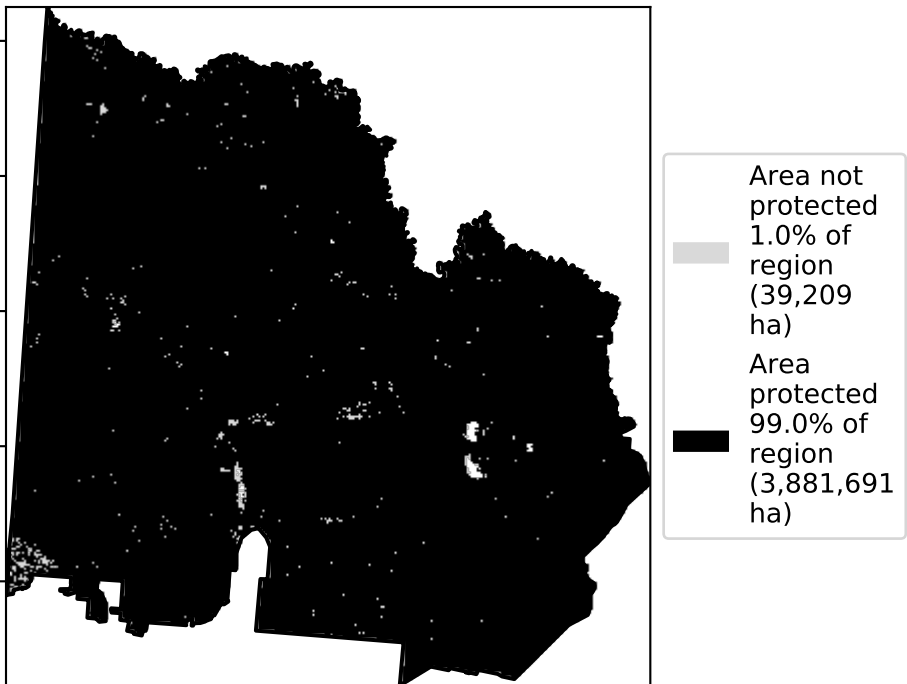 Area not
protected
1.0% of
region
(39,209
ha)
Area
protected
99.0% of
region
(3,881,691
ha)